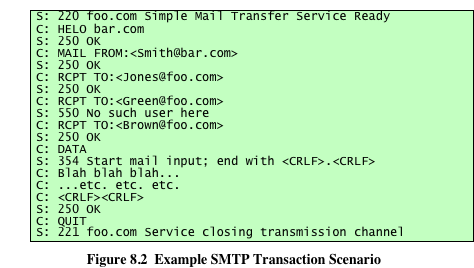 S: 220 foo.com Simple Mail Transfer Service Ready
C: HELO bar.com
S: 250 OK
C: MAIL FROM:<Smith@bar.com>
S: 250 OK
C: RCPT TO:<Jones@foo.com>
S: 250 OK
C: RCPT TO:<Green@foo.com>
S: 550 No such user here
C: RCPT TO:<Brown@foo.com>
S: 250 OK
C: DATA
S: 354 Start mail input; end with <CRLF>.<CRLF>
C: Blah blah blah...
C: ...etc. etc. etc.
C: <CRLF><CRLF>
S: 250 OK
C: QUIT
S: 221 foo.com Service closing transmission channel
Figure 8.2 Example SMTP Transaction Scenario